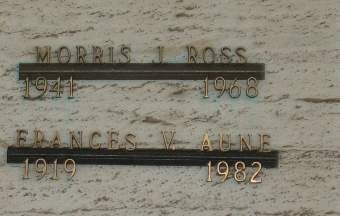 MORRIS J. ROSS
1941 1968
FRANCES V. AUNE
1919 1982